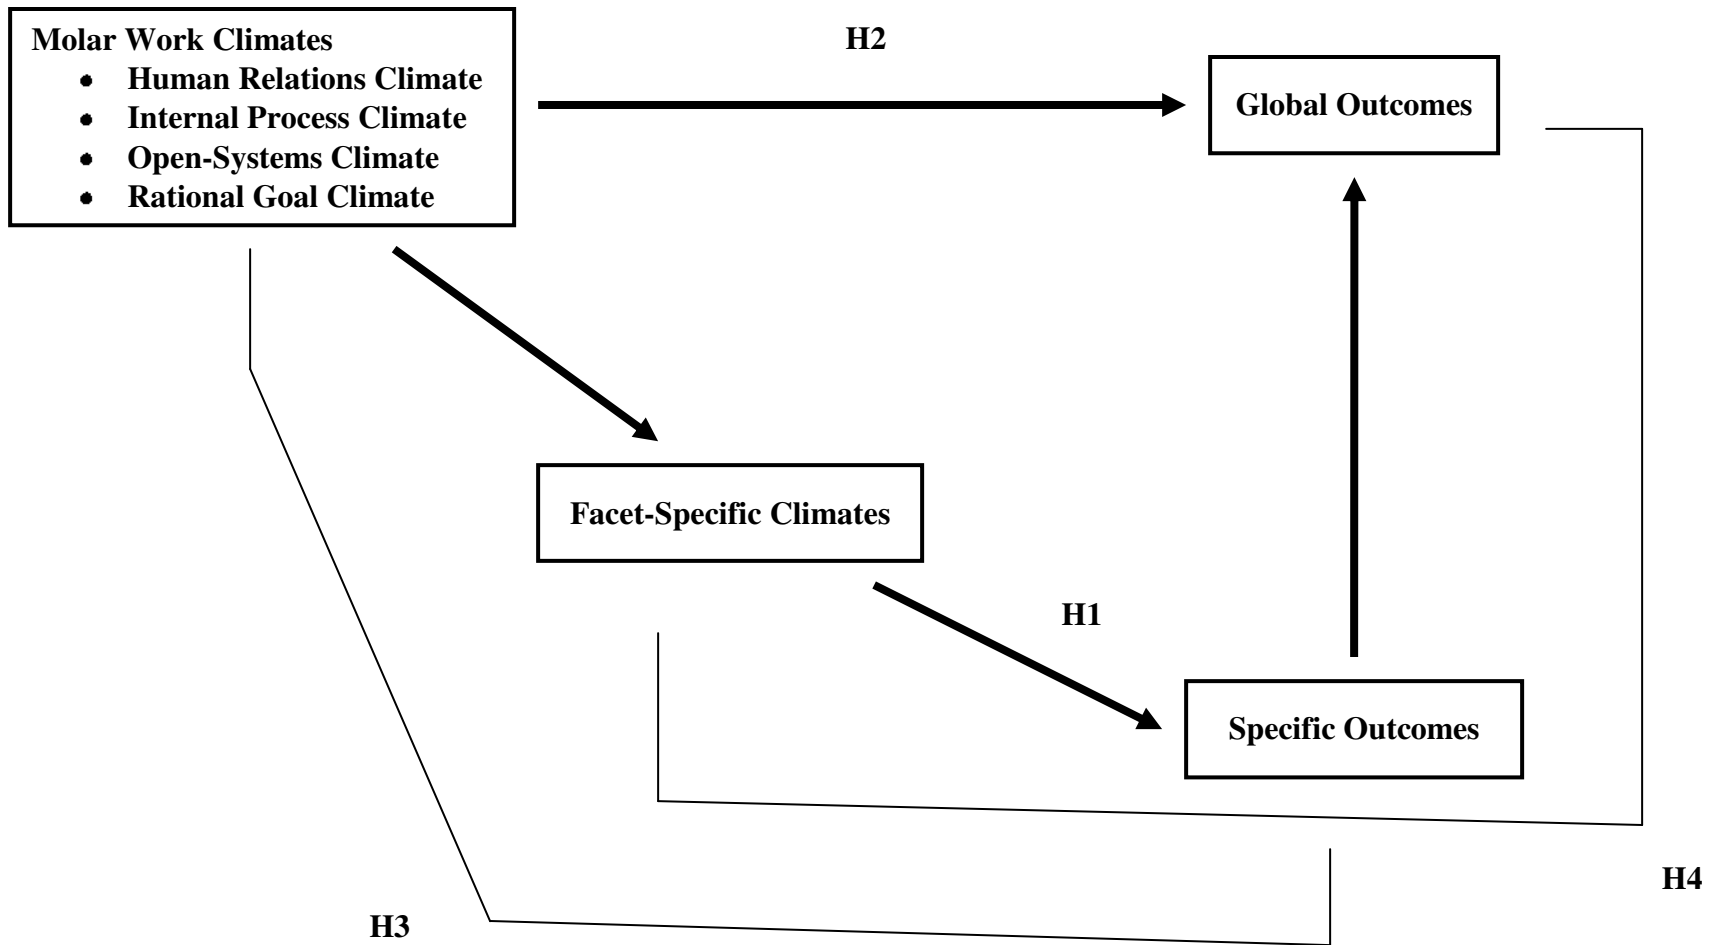 Molar Work Climates
• Human Relations Climate
• Internal Process Climate
• Open-Systems Climate
• Rational Goal Climate
H2
Global Outcomes
Facet-Specific Climates
H1
Specific Outcomes
H4
H3